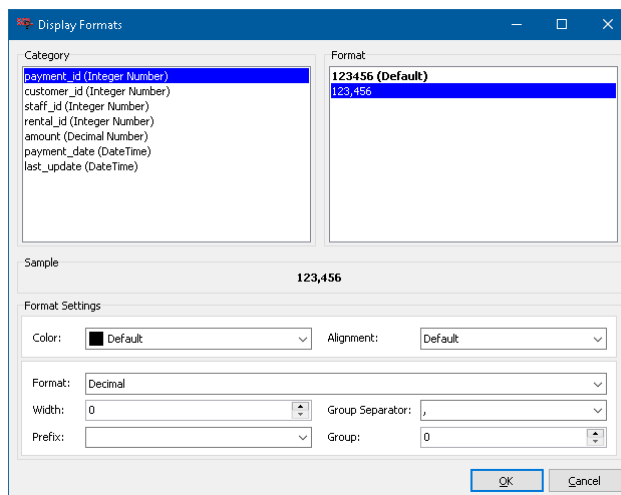 Display Formats
Category
payment_id (Integer Number)
customer_id (Integer Number)
staff_id (Integer Number)
rental_id (Integer Number)
amount (Decimal Number)
payment_date (DateTime)
last_update (DateTime)
Format
123456 (Default)
123,456
Sample
123,456
Format Settings
Color: Default Alignment: Default
Format: Decimal
Width: 0 Group Separator: ,
Prefix: Group: 0
OK Cancel